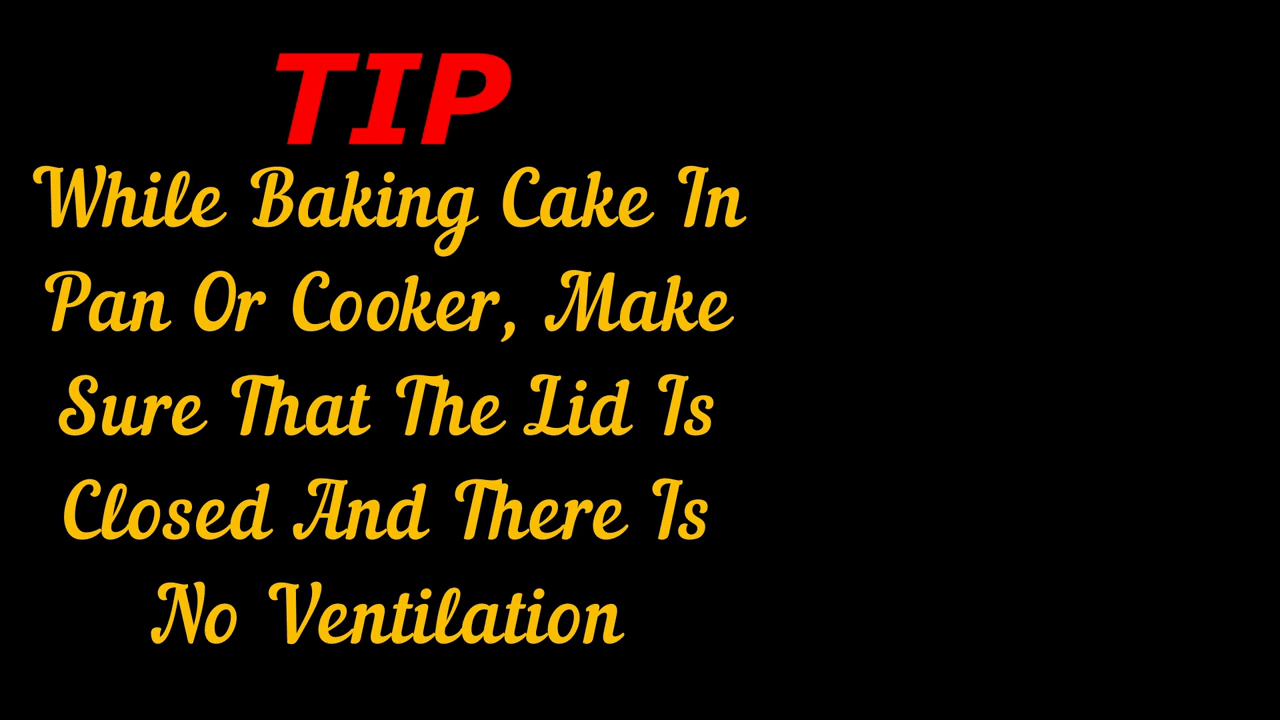 TIP
While Baking Cake In
Pan Or Cooker, Make
Sure That The Lid Is
Closed And There Is
No Ventilation